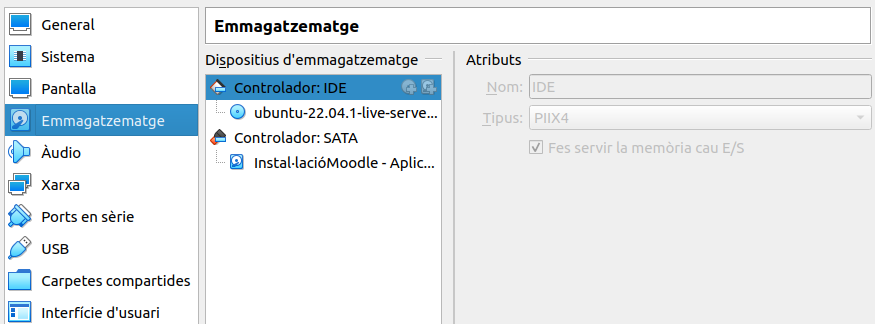 General
Sistema
Pantalla
Emmagatzematge
Àudio
Xarxa
Ports en sèrie
USB
Carpetes compartides
Interfície d'usuari
Emmagatzematge
Dispositius d'emmagatzematge
Controlador: IDE
ubuntu-22.04.1-live-serve...
Controlador: SATA
Instal·lacióMoodle - Aplic...
Atributs
Nom: IDE
Tipus: PIIX4
Fes servir la memòria cau E/S